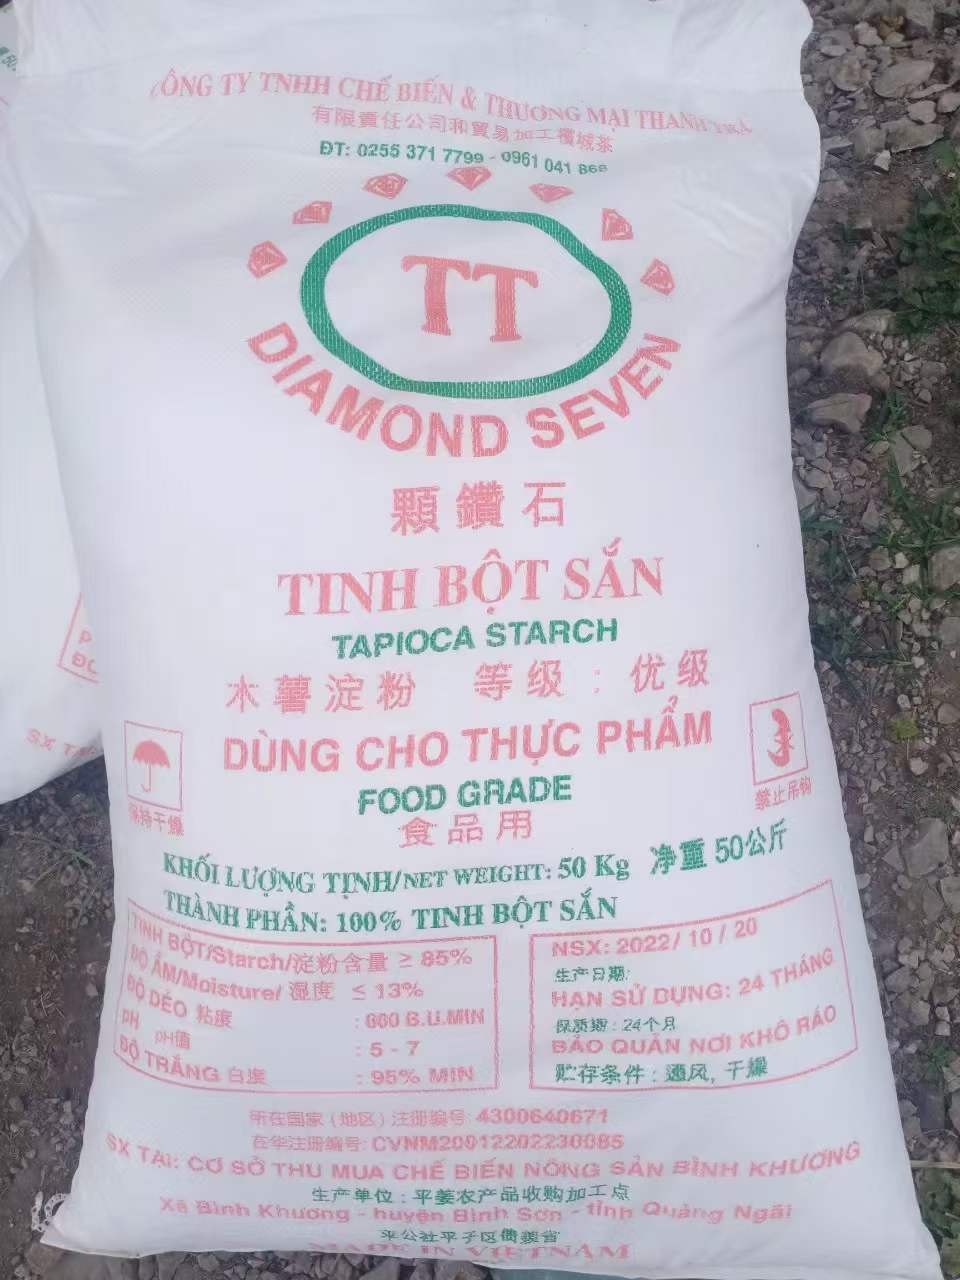 CÔNG TY TNHH CHẾ BIẾN & THƯƠNG MẠI THANH TRÀ
有限責任公司和貿易加工檳城茶
ĐT: 0255 371 7799 - 0961 041 868
TT
DIAMOND SEVEN
顆鑽石
TINH BỘT SẮN
TAPIOCA STARCH
木薯淀粉 等级：优级
DÙNG CHO THỰC PHẨM
FOOD GRADE
食品用
保持干燥
禁止吊钩
KHỐI LƯỢNG TỊNH/NET WEIGHT: 50 Kg 净重 50公斤
THÀNH PHẦN: 100% TINH BỘT SẮN
TINH BỘT/Starch/淀粉含量 ≥ 85%
ĐỘ ẨM/Moisture/ 湿度 ≤ 13%
ĐỘ DẺO 粘度 : 600 B.U.MIN
pH pH值 : 5 - 7
ĐỘ TRẮNG 白度 : 95% MIN
NSX: 2022/ 10 / 20
生产日期:
HẠN SỬ DỤNG: 24 THÁNG
保质期：24个月
BẢO QUẢN NƠI KHÔ RÁO
贮存条件：通风, 干燥
所在国家（地区）注册编号: 4300640671
在华注册编号: CVNM20012202230085
SX TẠI: CƠ SỞ THU MUA CHẾ BIẾN NÔNG SẢN BÌNH KHƯƠNG
生产单位：平姜农产品收购加工点
Xã Bình Khương - huyện Bình Sơn - tỉnh Quảng Ngãi
MADE IN VIETNAM
SX T